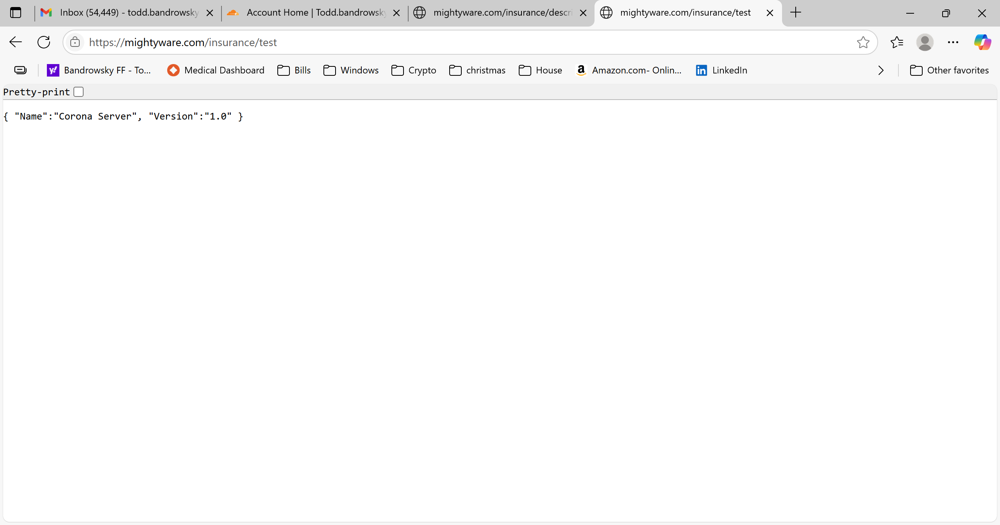 Inbox (54,449) - todd.bandrowsky
Account Home | Todd.bandrowsky
mightyware.com/insurance/descri
mightyware.com/insurance/test
https://mightyware.com/insurance/test
Bandrowsky FF - To...
Medical Dashboard
Bills
Windows
Crypto
christmas
House
Amazon.com- Onlin...
LinkedIn
Other favorites
Pretty-print
{ "Name":"Corona Server", "Version":"1.0" }